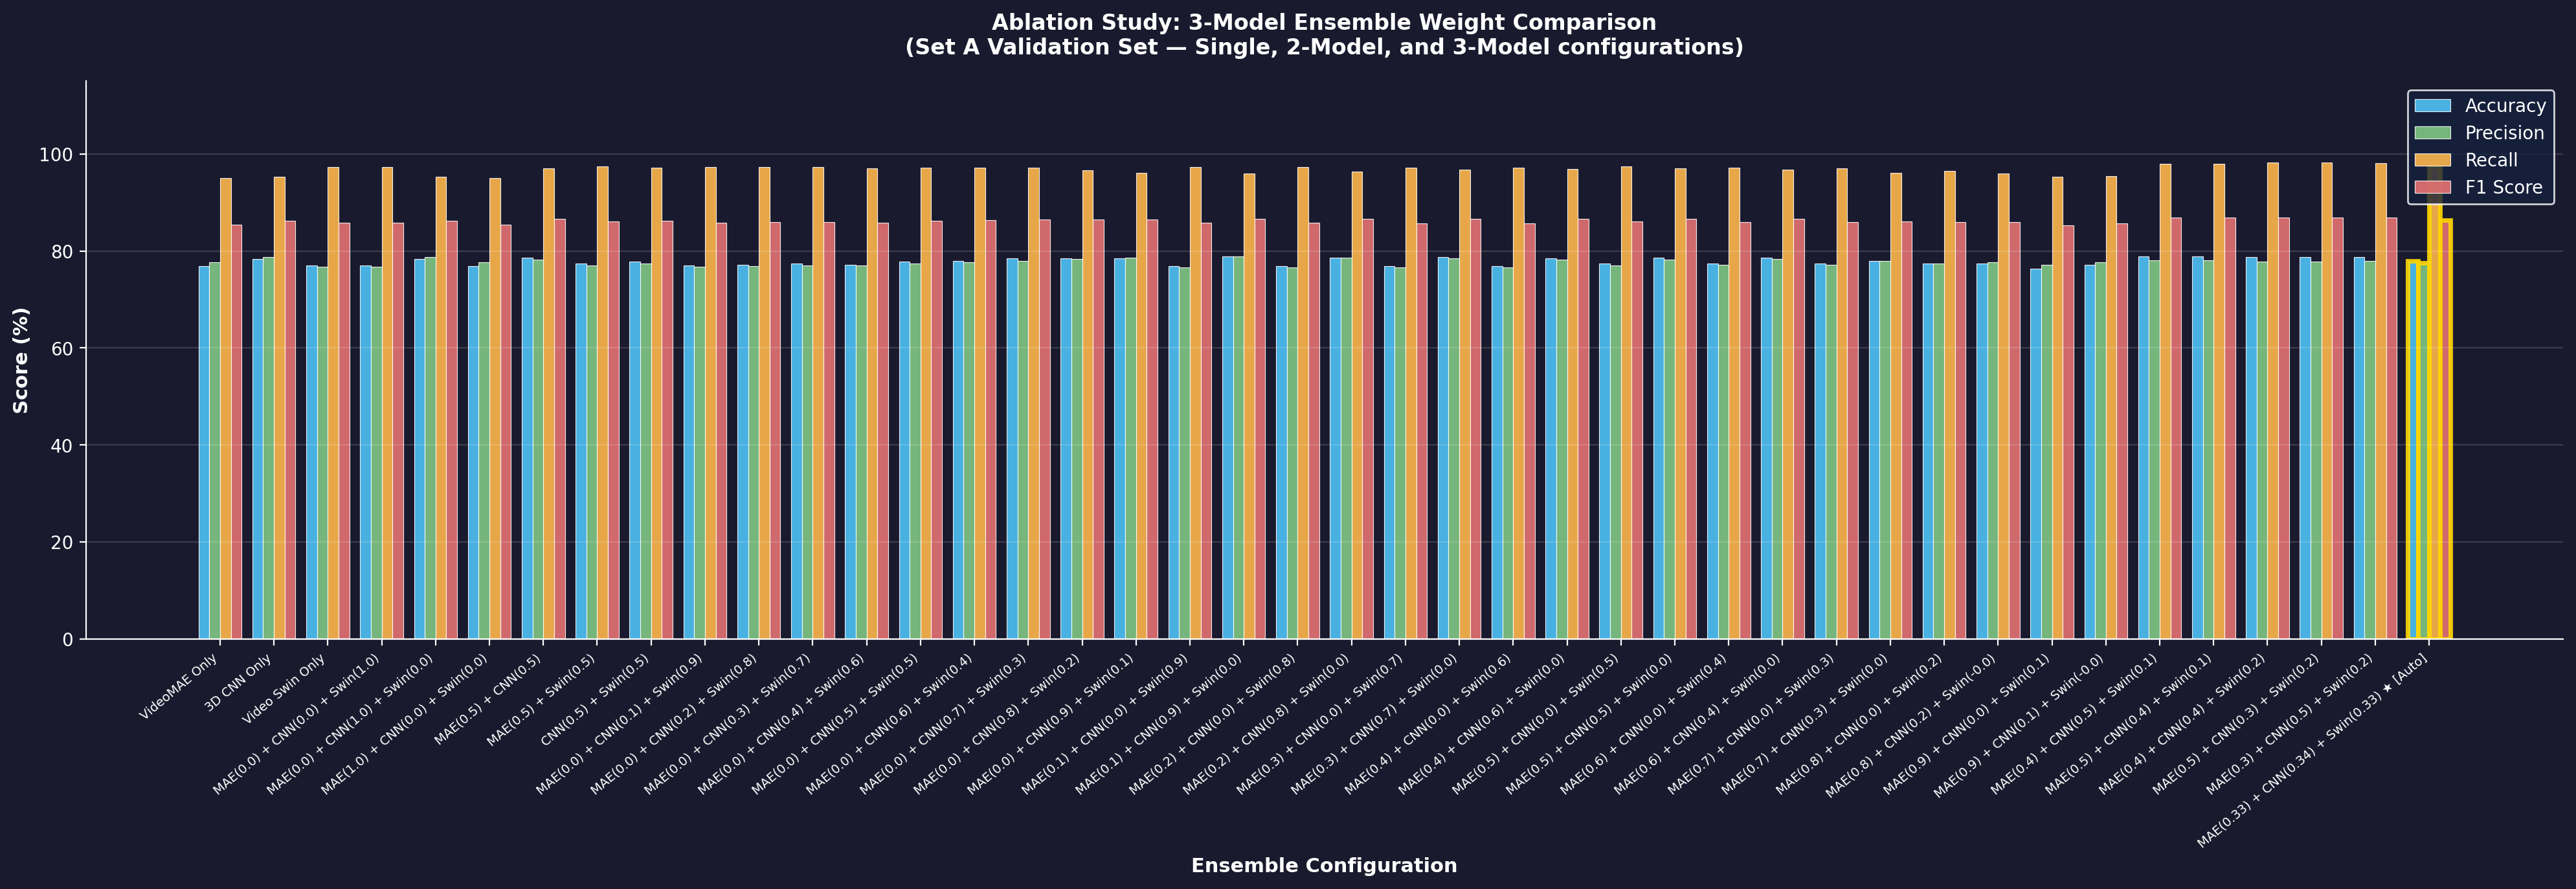 Ablation Study: 3-Model Ensemble Weight Comparison
(Set A Validation Set — Single, 2-Model, and 3-Model configurations)
Accuracy
Precision
Recall
F1 Score
Score (%)
100
80
60
40
20
0
VideoMAE Only
3D CNN Only
Video Swin Only
MAE(0.0) + CNN(0.0) + Swin(1.0)
MAE(0.0) + CNN(1.0) + Swin(0.0)
MAE(1.0) + CNN(0.0) + Swin(0.0)
MAE(0.5) + CNN(0.5)
MAE(0.5) + Swin(0.5)
CNN(0.5) + Swin(0.5)
MAE(0.0) + CNN(0.1) + Swin(0.9)
MAE(0.0) + CNN(0.2) + Swin(0.8)
MAE(0.0) + CNN(0.3) + Swin(0.7)
MAE(0.0) + CNN(0.4) + Swin(0.6)
MAE(0.0) + CNN(0.5) + Swin(0.5)
MAE(0.0) + CNN(0.6) + Swin(0.4)
MAE(0.0) + CNN(0.7) + Swin(0.3)
MAE(0.0) + CNN(0.8) + Swin(0.2)
MAE(0.0) + CNN(0.9) + Swin(0.1)
MAE(0.1) + CNN(0.0) + Swin(0.9)
MAE(0.1) + CNN(0.9) + Swin(0.0)
MAE(0.2) + CNN(0.0) + Swin(0.8)
MAE(0.2) + CNN(0.8) + Swin(0.0)
MAE(0.3) + CNN(0.0) + Swin(0.7)
MAE(0.3) + CNN(0.7) + Swin(0.0)
MAE(0.4) + CNN(0.0) + Swin(0.6)
MAE(0.4) + CNN(0.6) + Swin(0.0)
MAE(0.5) + CNN(0.0) + Swin(0.5)
MAE(0.5) + CNN(0.5) + Swin(0.0)
MAE(0.6) + CNN(0.0) + Swin(0.4)
MAE(0.6) + CNN(0.4) + Swin(0.0)
MAE(0.7) + CNN(0.0) + Swin(0.3)
MAE(0.7) + CNN(0.3) + Swin(0.0)
MAE(0.8) + CNN(0.0) + Swin(0.2)
MAE(0.8) + CNN(0.2) + Swin(-0.0)
MAE(0.9) + CNN(0.0) + Swin(0.1)
MAE(0.9) + CNN(0.1) + Swin(-0.0)
MAE(0.4) + CNN(0.5) + Swin(0.1)
MAE(0.5) + CNN(0.4) + Swin(0.1)
MAE(0.4) + CNN(0.4) + Swin(0.2)
MAE(0.5) + CNN(0.3) + Swin(0.2)
MAE(0.3) + CNN(0.5) + Swin(0.2)
MAE(0.33) + CNN(0.34) + Swin(0.33) ★ [Auto]
Ensemble Configuration